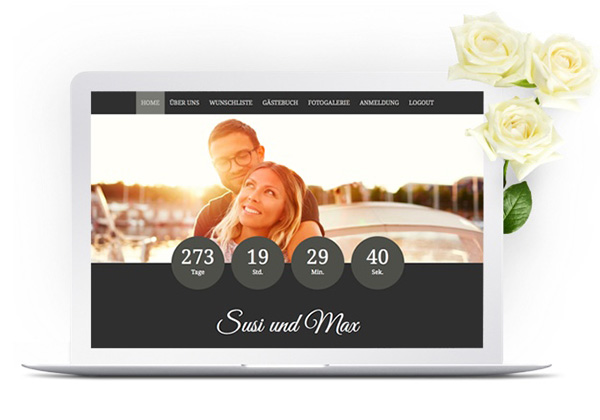 HOME ÜBER UNS WUNSCHLISTE GÄSTEBUCH FOTOGALERIE ANMELDUNG LOGOUT
273 19 29 40
Tage Std. Min. Sek.
Susi und Max